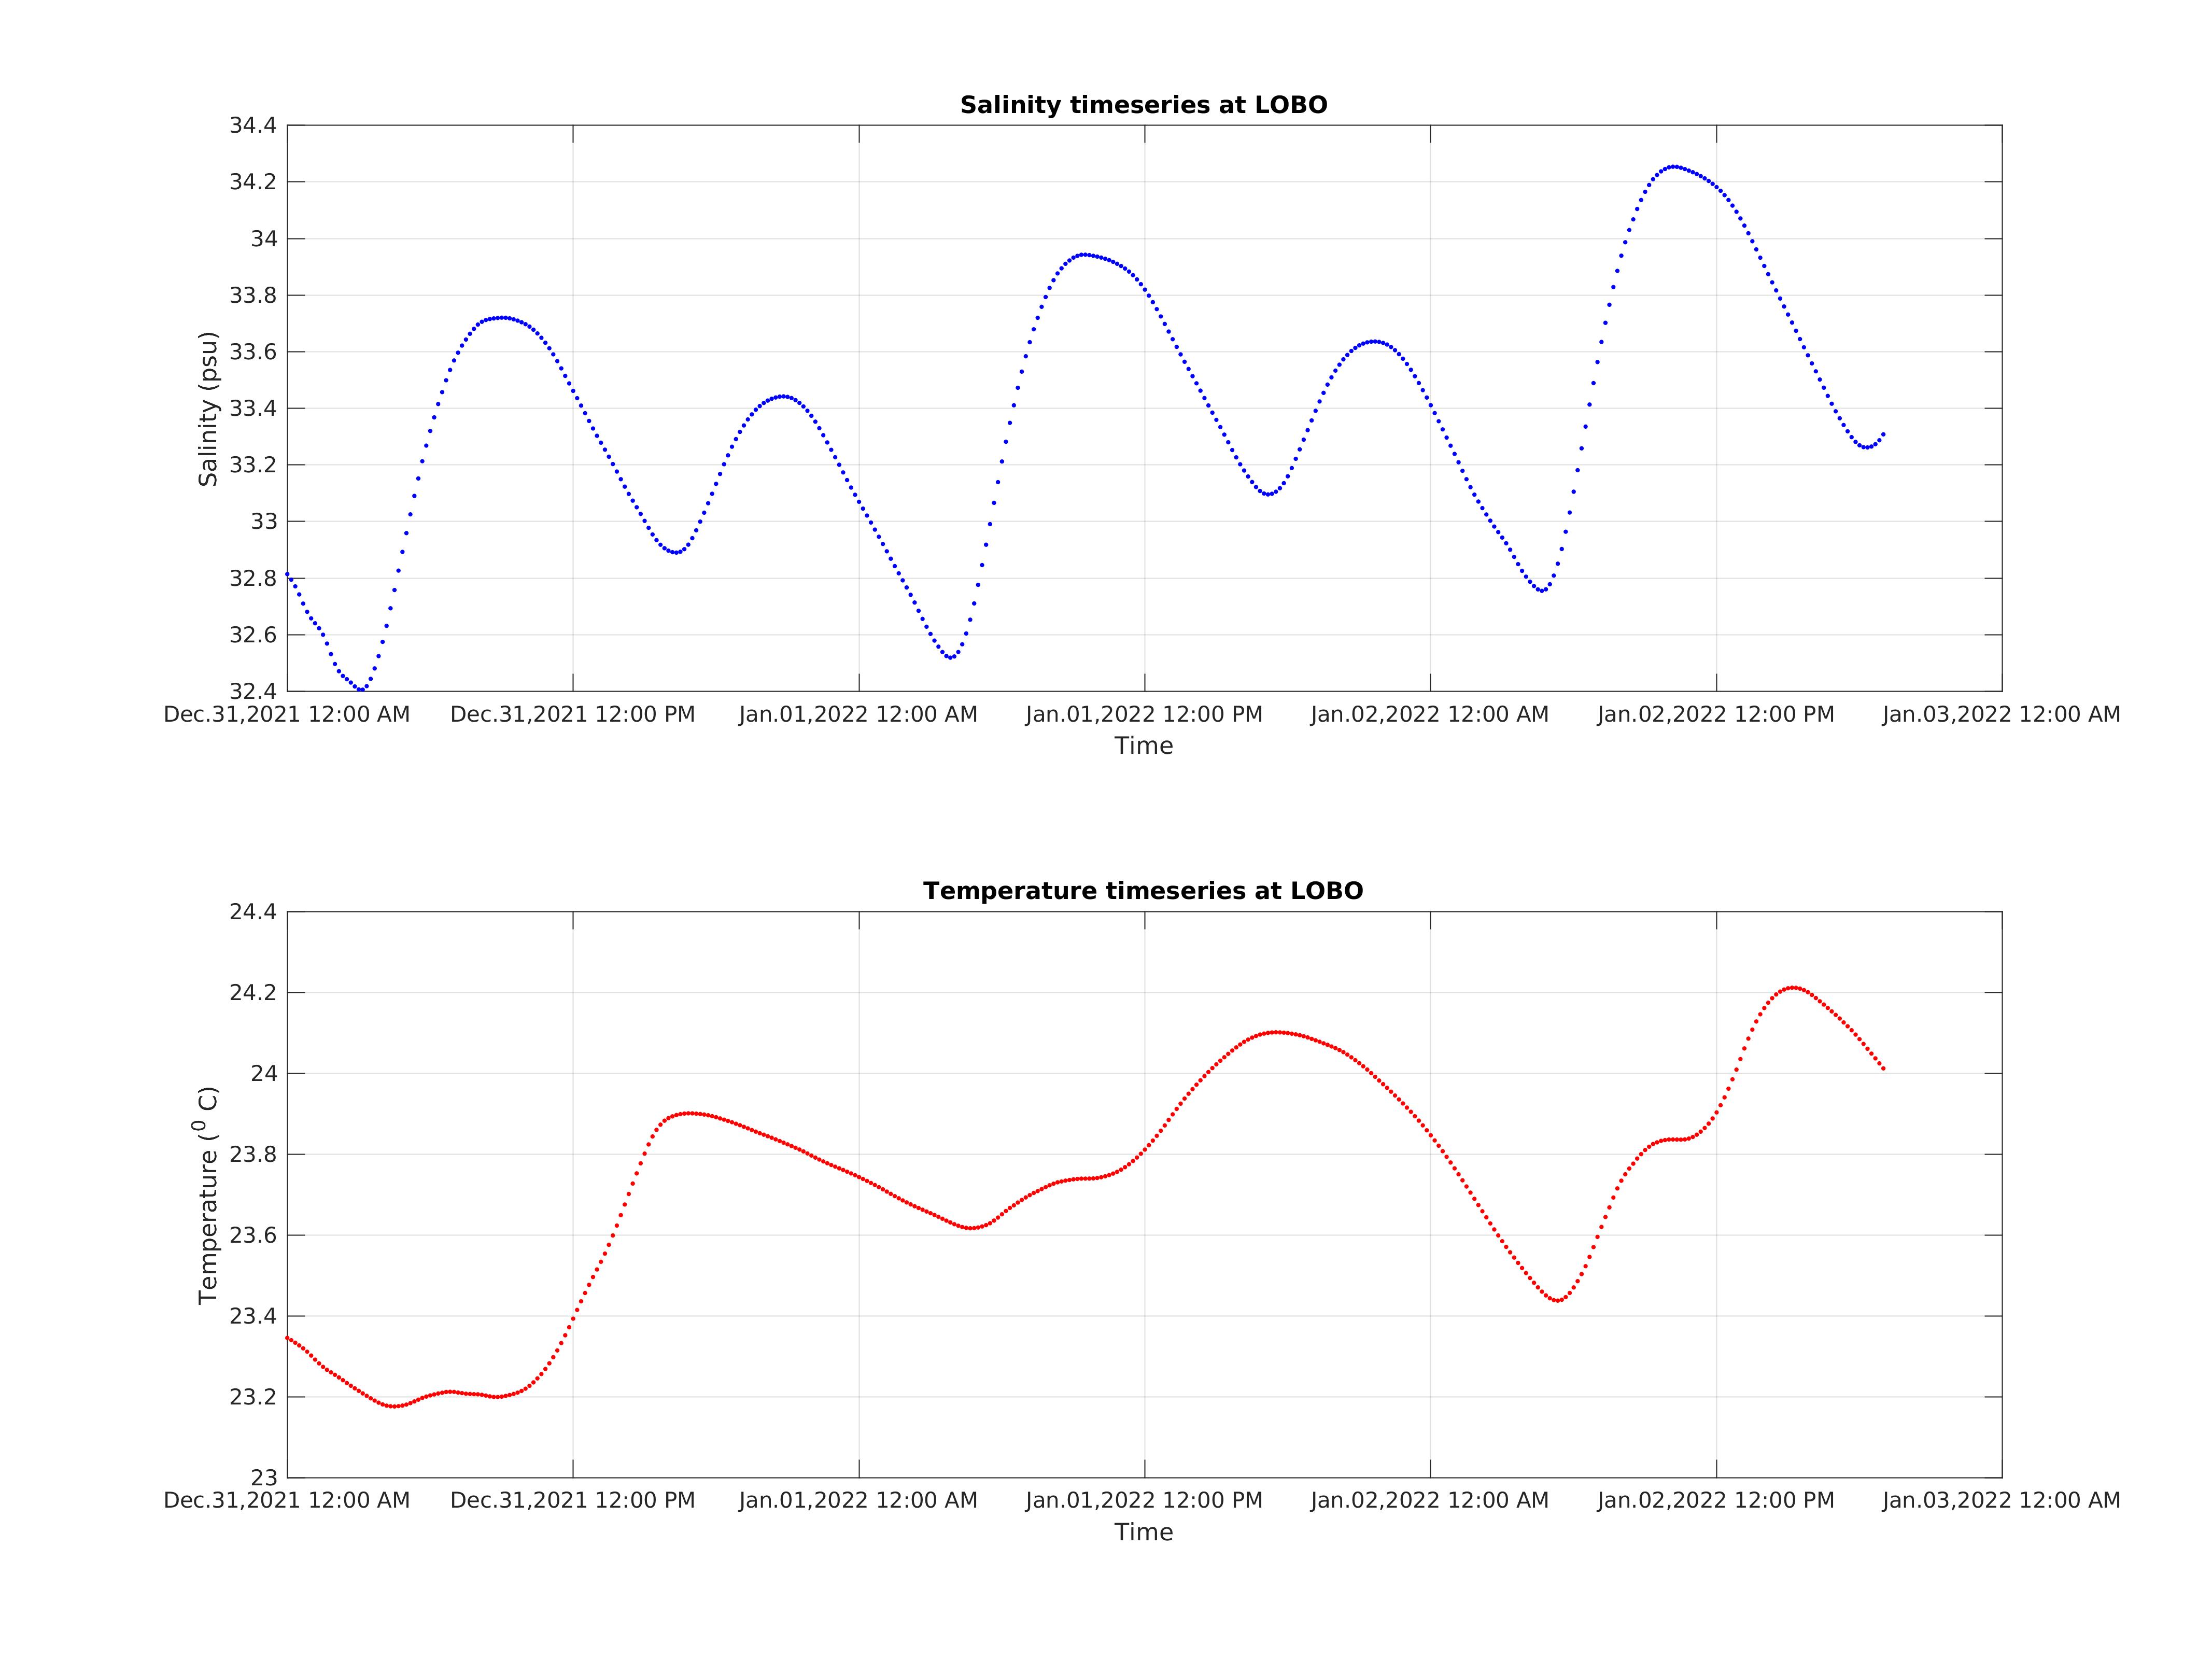 Salinity timeseries at LOBO
34.4
34.2
34
33.8
33.6
33.4
33.2
33
32.8
32.6
32.4
Salinity (psu)
Dec.31,2021 12:00 AM Dec.31,2021 12:00 PM Jan.01,2022 12:00 AM Jan.01,2022 12:00 PM Jan.02,2022 12:00 AM Jan.02,2022 12:00 PM Jan.03,2022 12:00 AM
Time
Temperature timeseries at LOBO
24.4
24.2
24
23.8
23.6
23.4
23.2
23
Temperature (⁰ C)
Dec.31,2021 12:00 AM Dec.31,2021 12:00 PM Jan.01,2022 12:00 AM Jan.01,2022 12:00 PM Jan.02,2022 12:00 AM Jan.02,2022 12:00 PM Jan.03,2022 12:00 AM
Time